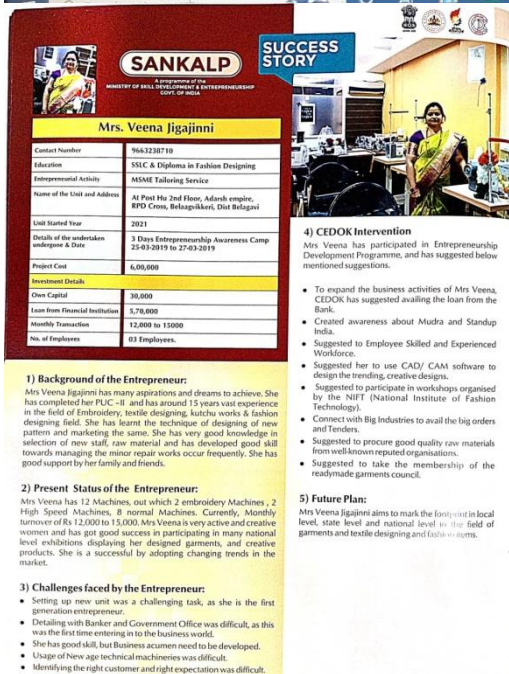 SANKALP
A programme of the
MINISTRY OF SKILL DEVELOPMENT & ENTREPRENEURSHIP
GOVT. OF INDIA
SUCCESS
STORY
Mrs. Veena Jigajinni
Contact Number 9663238710
Education SSLC & Diploma in Fashion Designing
Entrepreneurial Activity MSME Tailoring Service
Name of the Unit and Address At Post Hu 2nd Floor, Adarsh empire,
RPD Cross, Belaagvikkeri, Dist Belagavi
Unit Started Year 2021
Details of the undertaken
undergone & Date
3 Days Entrepreneurship Awareness Camp
25-03-2019 to 27-03-2019
Project Cost 6,00,000
Investment Details
Own Capital 30,000
Loan from Financial Institution 5,70,000
Monthly Transaction 12,000 to 15000
No. of Employees 03 Employees.
1) Background of the Entrepreneur:
Mrs Veena Jigajinni has many aspirations and dreams to achieve. She
has completed her PUC -II and has around 15 years vast experience
in the field of Embroidery, textile designing, kutchu works & fashion
designing field. She has learnt the technique of designing of new
pattern and marketing the same. She has very good knowledge in
selection of new staff, raw material and has developed good skill
towards managing the minor repair works occur frequently. She has
good support by her family and friends.
2) Present Status of the Entrepreneur:
Mrs Veena has 12 Machines, out which 2 embroidery Machines , 2
High Speed Machines, 8 normal Machines. Currently, Monthly
turnover of Rs 12,000 to 15,000. Mrs Veena is very active and creative
women and has got good success in participating in many national
level exhibitions displaying her designed garments, and creative
products. She is a successful by adopting changing trends in the
market.
3) Challenges faced by the Entrepreneur:
• Setting up new unit was a challenging task, as she is the first
generation entrepreneur.
• Detailing with Banker and Government Office was difficult, as this
was the first time entering in to the business world.
• She has good skill, but Business acumen need to be developed.
• Usage of New age technical machineries was difficult.
• Identifying the right customer and right expectation was difficult.
4) CEDOK Intervention
Mrs Veena has participated in Entrepreneurship
Development Programme, and has suggested below
mentioned suggestions.
• To expand the business activities of Mrs Veena,
CEDOK has suggested availing the loan from the
Bank.
• Created awareness about Mudra and Standup
India.
• Suggested to Employee Skilled and Experienced
Workforce.
• Suggested her to use CAD/ CAM software to
design the trending, creative designs.
• Suggested to participate in workshops organised
by the NIFT (National Institute of Fashion
Technology).
• Connect with Big Industries to avail the big orders
and Tenders.
• Suggested to procure good quality raw materials
from well-known reputed organisations.
• Suggested to take the membership of the
readymade garments council.
5) Future Plan:
Mrs Veena Jigajinni aims to mark the footprint in local
level, state level and national level in the field of
garments and textile designing and fashion items.